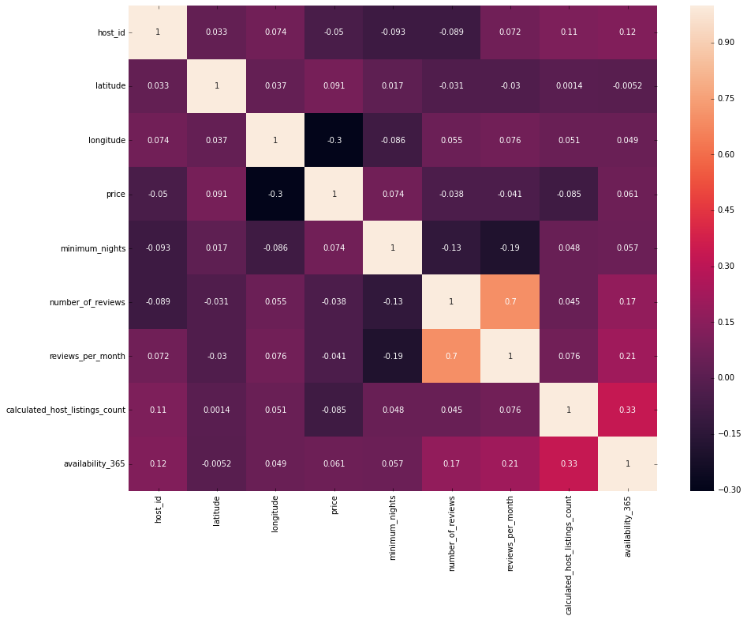 host_id 1 0.033 0.074 -0.05 -0.093 -0.089 0.072 0.11 0.12
latitude 0.033 1 0.037 0.091 0.017 -0.031 -0.03 0.0014 -0.0052
longitude 0.074 0.037 1 -0.3 -0.086 0.055 0.076 0.051 0.049
price -0.05 0.091 -0.3 1 0.074 -0.038 -0.041 -0.085 0.061
minimum_nights -0.093 0.017 -0.086 0.074 1 -0.13 -0.19 0.048 0.057
number_of_reviews -0.089 -0.031 0.055 -0.038 -0.13 1 0.7 0.045 0.17
reviews_per_month 0.072 -0.03 0.076 -0.041 -0.19 0.7 1 0.076 0.21
calculated_host_listings_count 0.11 0.0014 0.051 -0.085 0.048 0.045 0.076 1 0.33
availability_365 0.12 -0.0052 0.049 0.061 0.057 0.17 0.21 0.33 1
host_id
latitude
longitude
price
minimum_nights
number_of_reviews
reviews_per_month
calculated_host_listings_count
availability_365
0.90
0.75
0.60
0.45
0.30
0.15
0.00
−0.15
−0.30